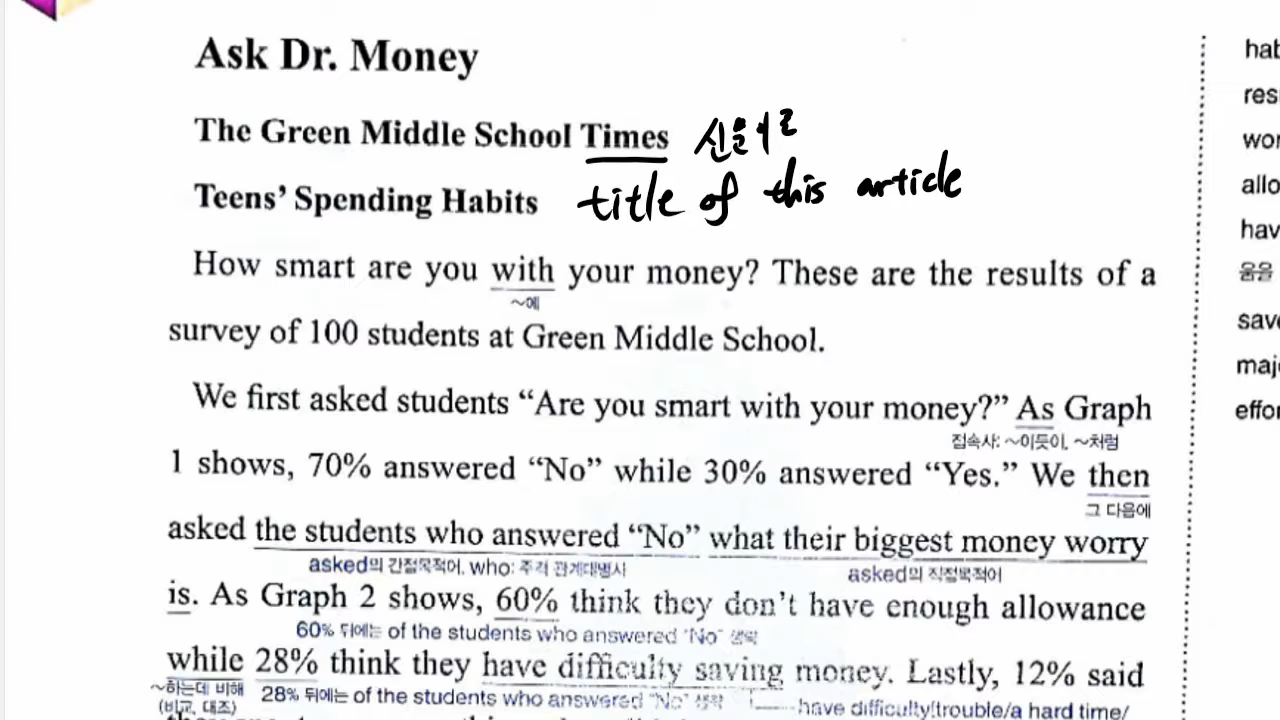 Ask Dr. Money
hab
The Green Middle School Times
res
wor
Teens' Spending Habits title of this article
allo
hav
How smart are you with your money? These are the results of a
~에
움을
survey of 100 students at Green Middle School.
save
majo
We first asked students “Are you smart with your money?” As Graph
effor
접속사: ~이듯이, ~처럼
1 shows, 70% answered “No” while 30% answered “Yes.” We then
그 다음에
asked the students who answered “No” what their biggest money worry
asked의 간접목적어, who: 주격 관계대명사
asked의 직접목적어
is. As Graph 2 shows, 60% think they don't have enough allowance
60% 뒤에는 of the students who answered “No” 생략
while 28% think they have difficulty saving money. Lastly, 12% said
~하는데 비해
(비교, 대조)
28% 뒤에는 of the students who answered “No” 생략
have difficulty/trouble/a hard time/